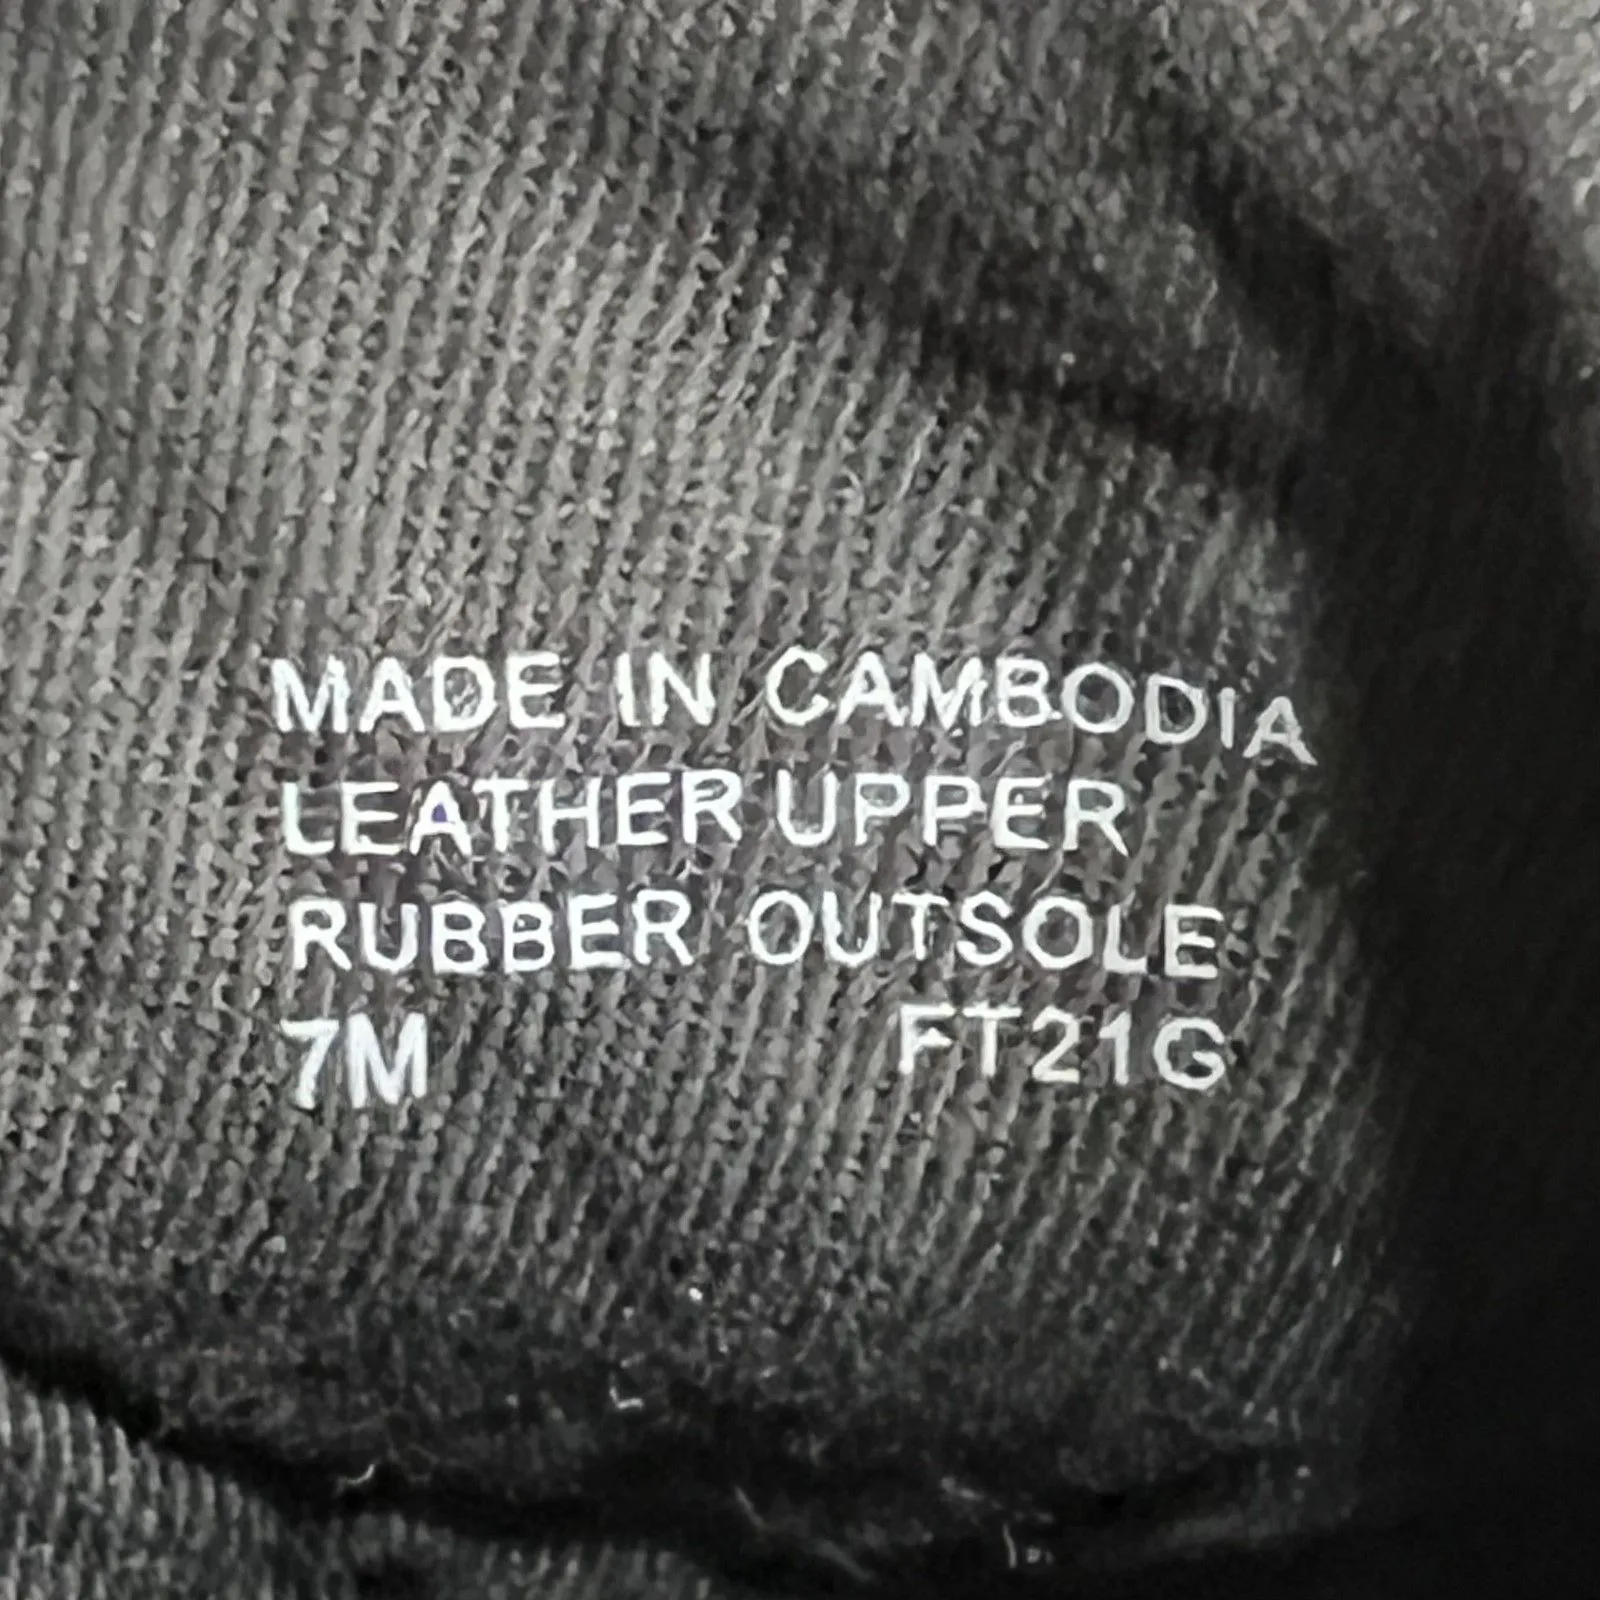 MADE IN CAMBODIA
LEATHER UPPER
RUBBER OUTSOLE
7M FT21G